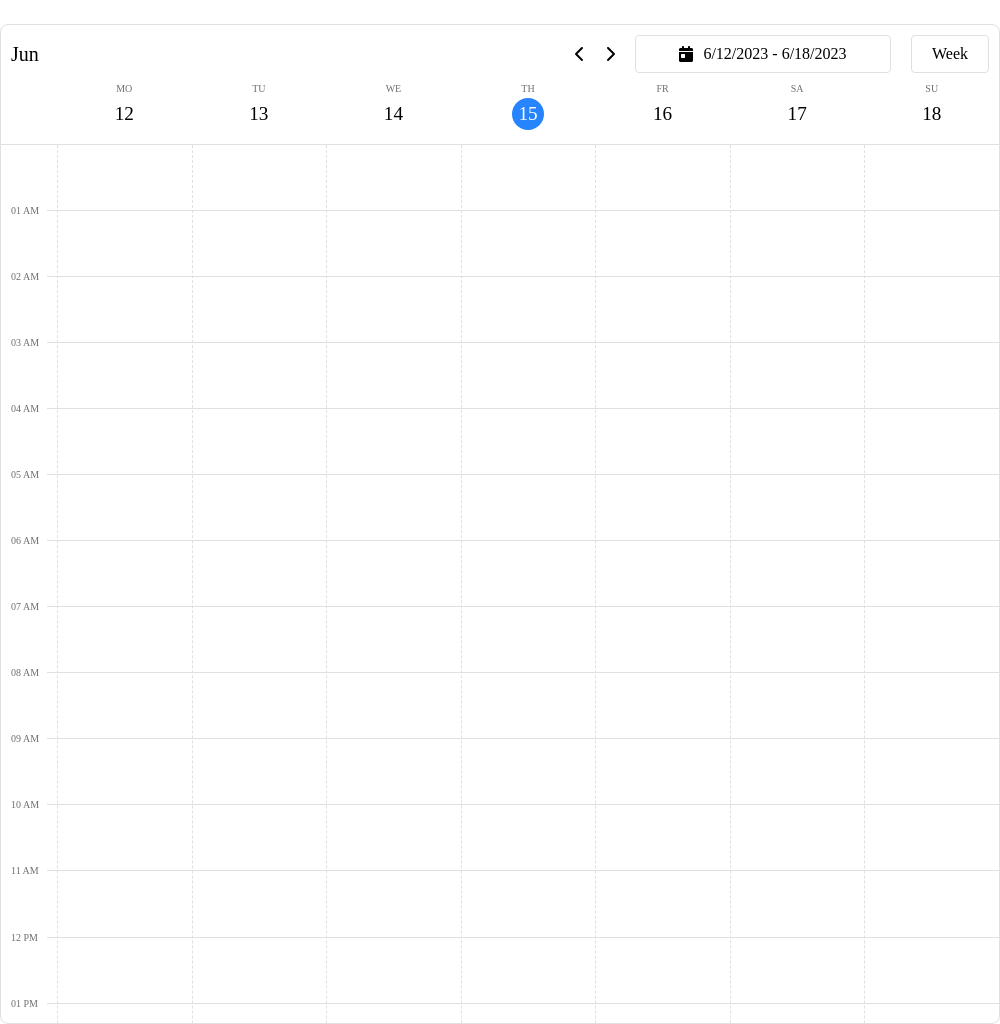 Jun
6/12/2023 - 6/18/2023
Week
MO TU WE TH FR SA SU
12 13 14 15 16 17 18
01 AM
02 AM
03 AM
04 AM
05 AM
06 AM
07 AM
08 AM
09 AM
10 AM
11 AM
12 PM
01 PM